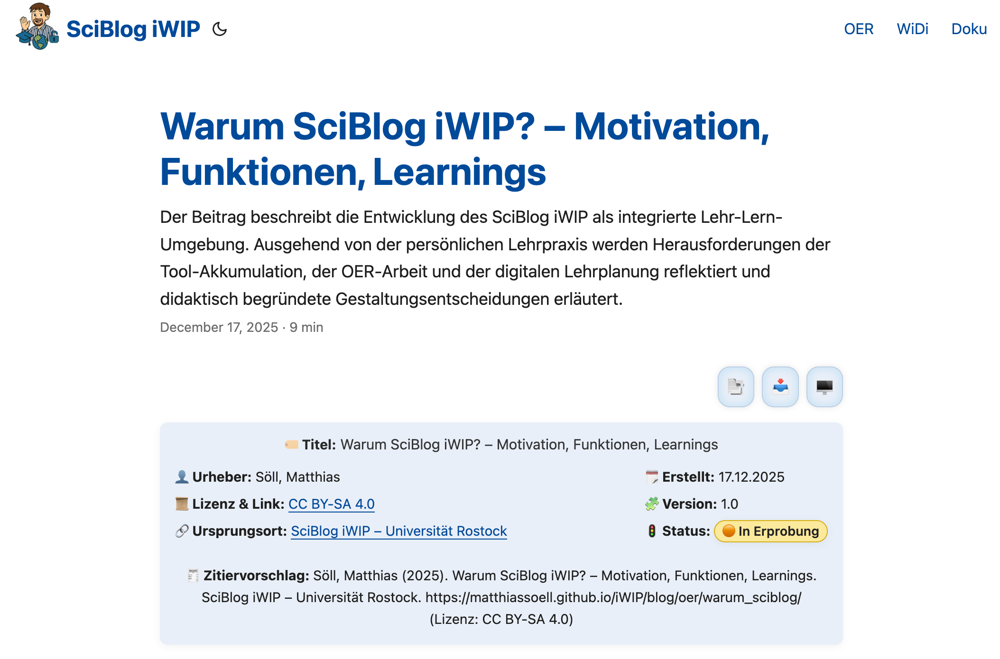 SciBlog iWIP
OER WiDi Doku
Warum SciBlog iWIP? – Motivation,
Funktionen, Learnings
Der Beitrag beschreibt die Entwicklung des SciBlog iWIP als integrierte Lehr-Lern-
Umgebung. Ausgehend von der persönlichen Lehrpraxis werden Herausforderungen der
Tool-Akkumulation, der OER-Arbeit und der digitalen Lehrplanung reflektiert und
didaktisch begründete Gestaltungsentscheidungen erläutert.
December 17, 2025 · 9 min
Titel: Warum SciBlog iWIP? – Motivation, Funktionen, Learnings
Urheber: Söll, Matthias
Lizenz & Link: CC BY-SA 4.0
Ursprungsort: SciBlog iWIP – Universität Rostock
Erstellt: 17.12.2025
Version: 1.0
Status: In Erprobung
Zitiervorschlag: Söll, Matthias (2025). Warum SciBlog iWIP? – Motivation, Funktionen, Learnings.
SciBlog iWIP – Universität Rostock. https://matthiassoell.github.io/iWIP/blog/oer/warum_sciblog/
(Lizenz: CC BY-SA 4.0)